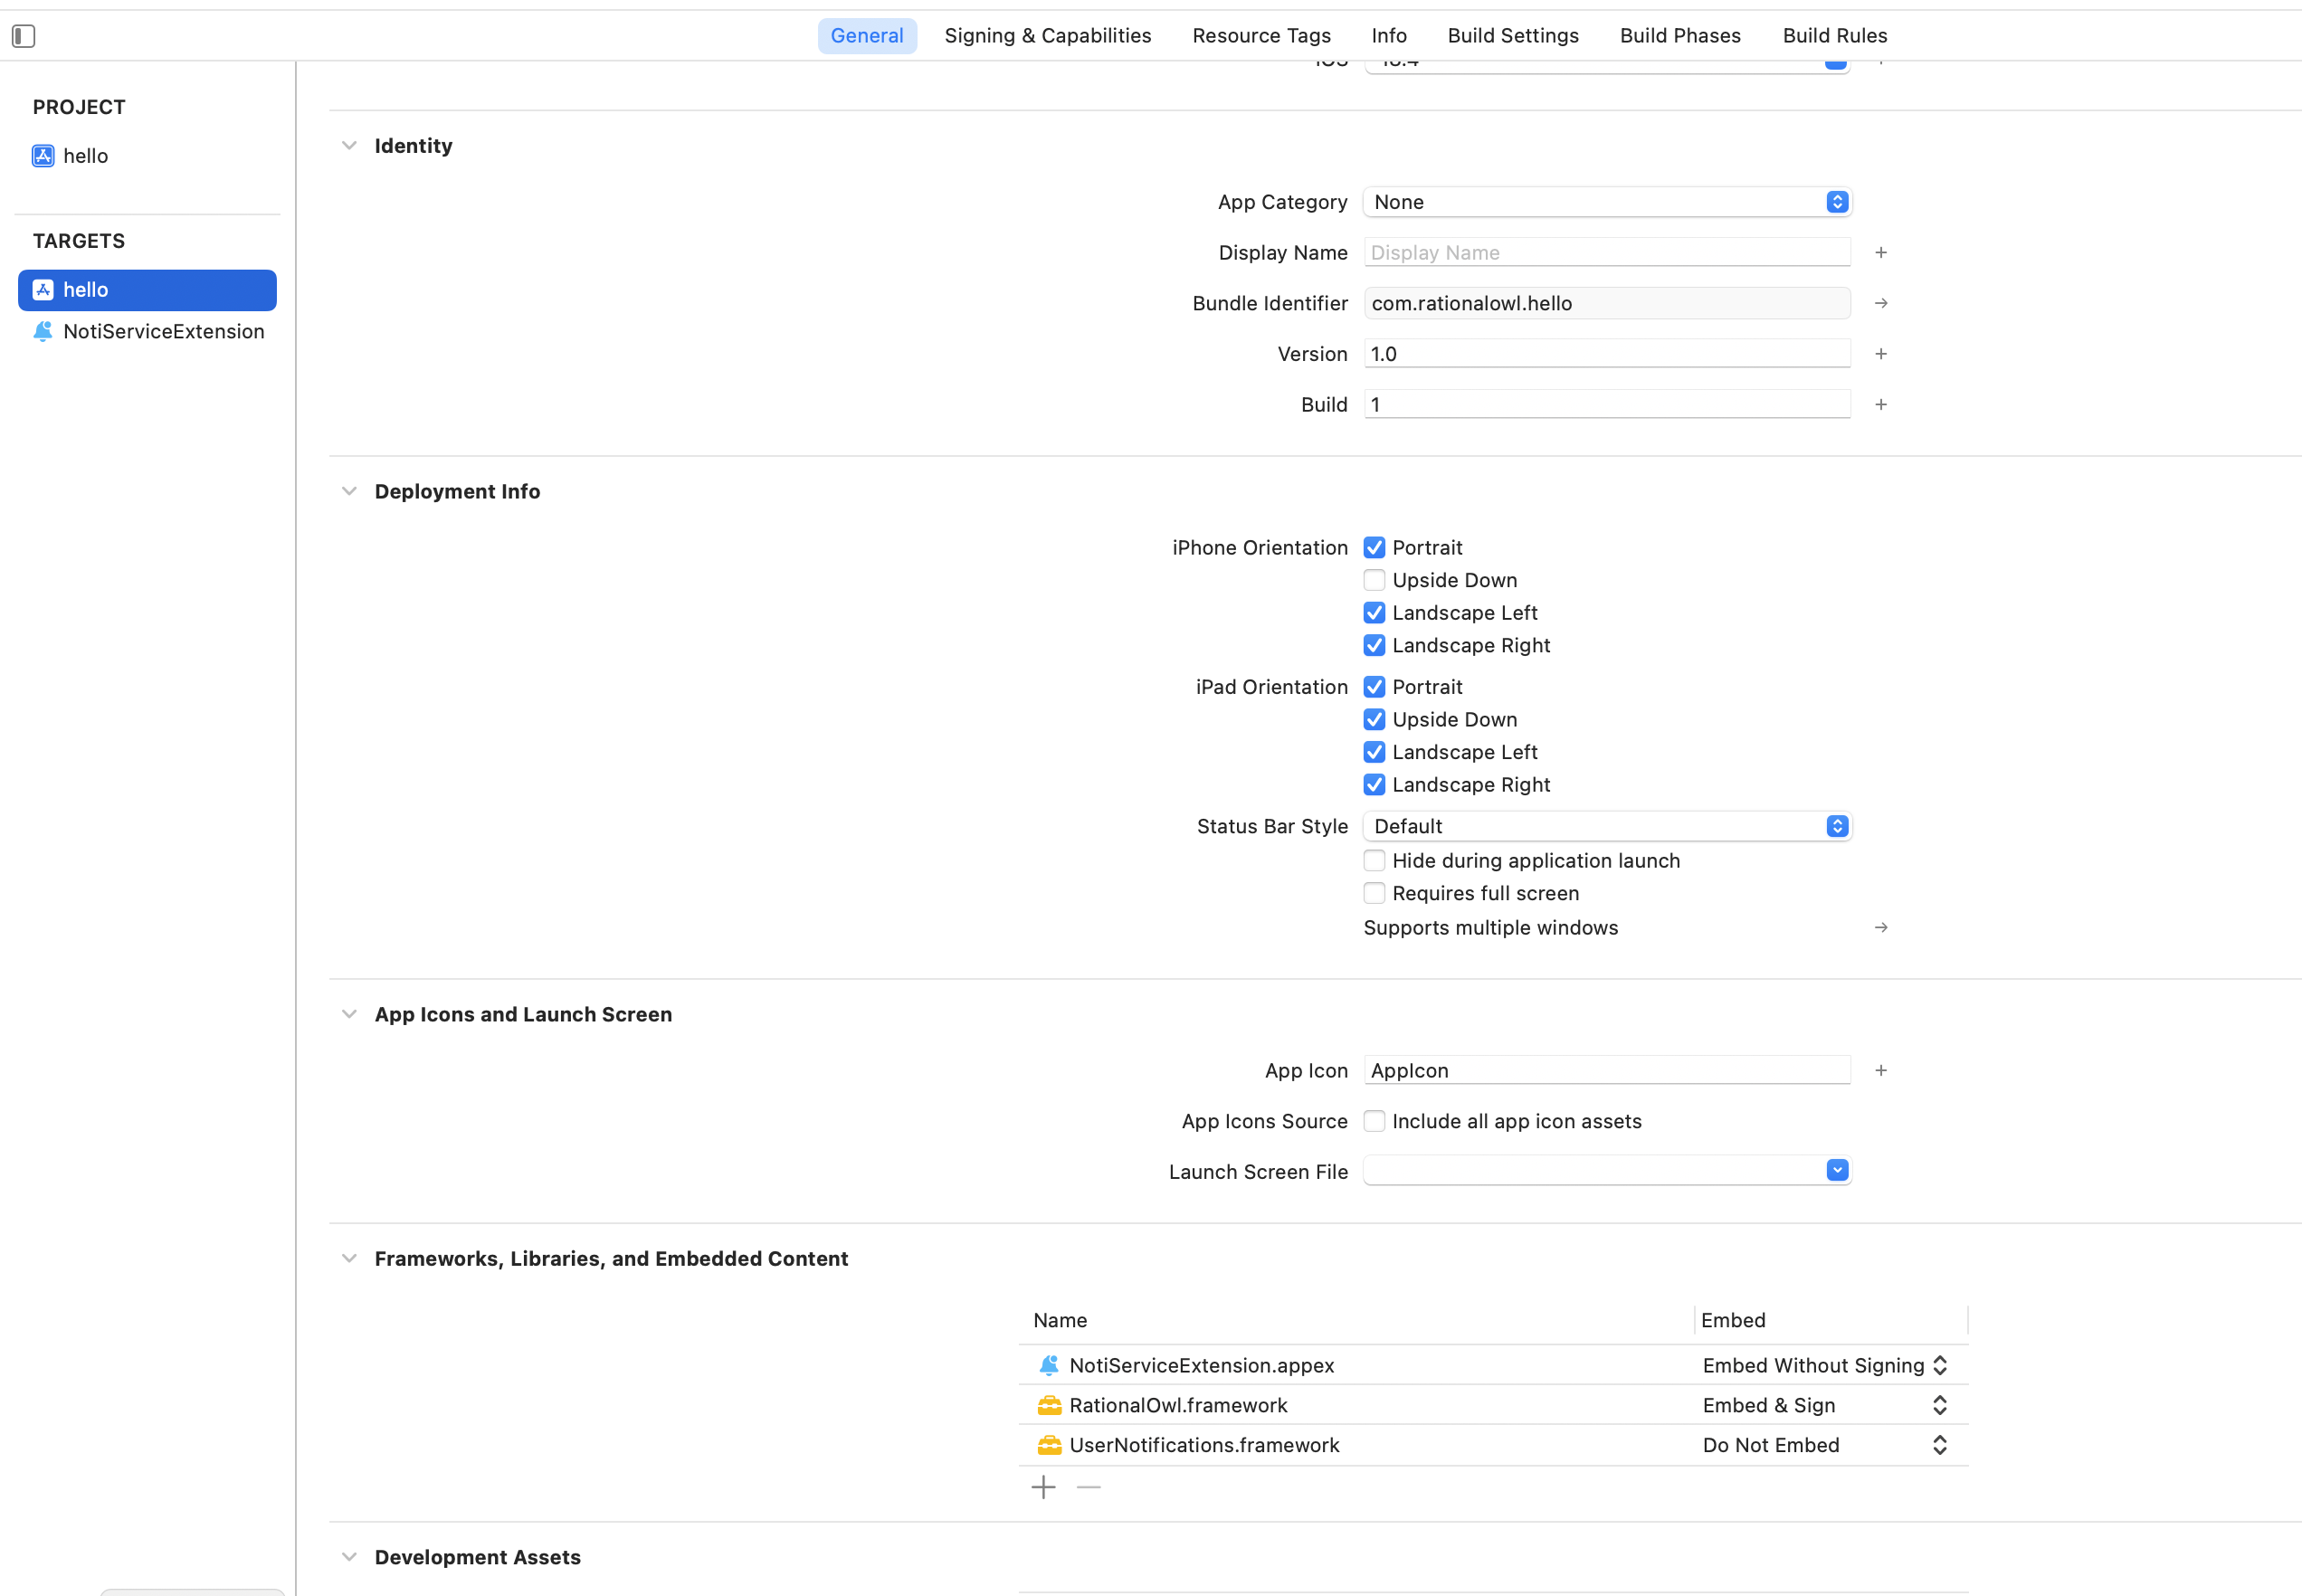 General Signing & Capabilities Resource Tags Info Build Settings Build Phases Build Rules
PROJECT
hello
TARGETS
hello
NotiServiceExtension
Identity
App Category None
Display Name Display Name +
Bundle Identifier com.rationalowl.hello →
Version 1.0 +
Build 1 +
Deployment Info
iPhone Orientation Portrait
Upside Down
Landscape Left
Landscape Right
iPad Orientation Portrait
Upside Down
Landscape Left
Landscape Right
Status Bar Style Default
Hide during application launch
Requires full screen
Supports multiple windows →
App Icons and Launch Screen
App Icon AppIcon +
App Icons Source Include all app icon assets
Launch Screen File
Frameworks, Libraries, and Embedded Content
Name Embed
NotiServiceExtension.appex Embed Without Signing
RationalOwl.framework Embed & Sign
UserNotifications.framework Do Not Embed
Development Assets